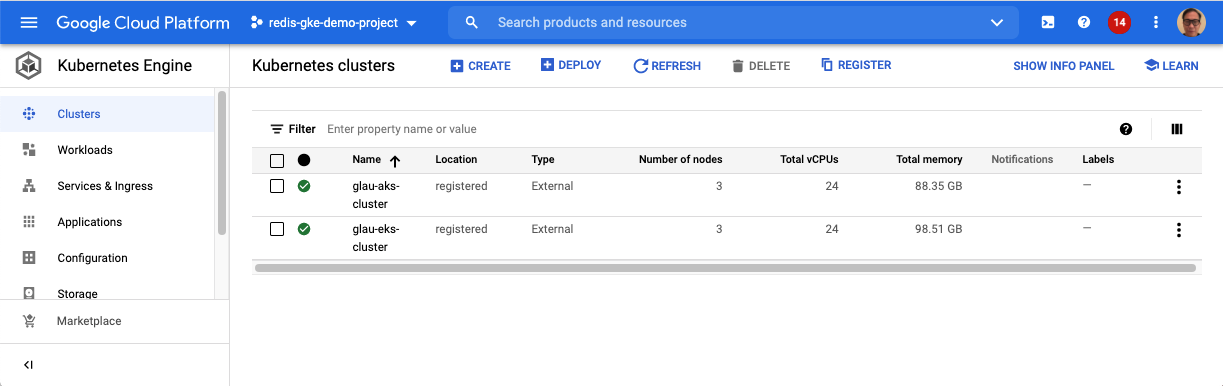 Google Cloud Platform redis-gke-demo-project Search products and resources 14
Kubernetes Engine
Kubernetes clusters CREATE DEPLOY REFRESH DELETE REGISTER SHOW INFO PANEL LEARN
Clusters
Workloads
Services & Ingress
Applications
Configuration
Storage
Marketplace
Filter Enter property name or value
Name Location Type Number of nodes Total vCPUs Total memory Notifications Labels
glau-aks- registered External 3 24 88.35 GB —
cluster
glau-eks- registered External 3 24 98.51 GB —
cluster